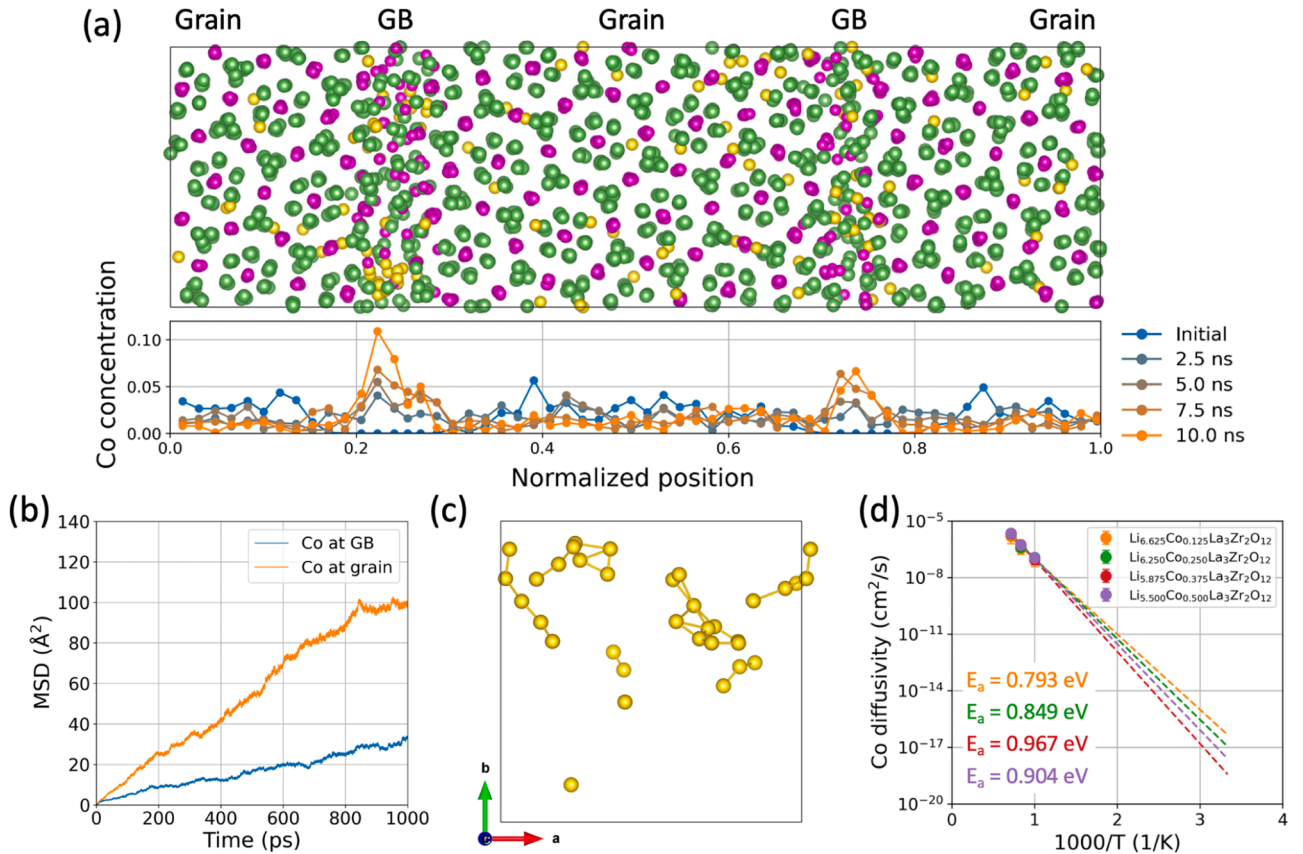 (a)
Grain GB Grain GB Grain
Co concentration
0.10
0.05
0.00
0.0 0.2 0.4 0.6 0.8 1.0
Normalized position
Initial
2.5 ns
5.0 ns
7.5 ns
10.0 ns
(b)
MSD (Å²)
140
120
100
80
60
40
20
0
Co at GB
Co at grain
0 200 400 600 800 1000
Time (ps)
(c)
b
a
(d)
Co diffusivity (cm²/s)
10⁻⁵
10⁻⁸
10⁻¹¹
10⁻¹⁴
10⁻¹⁷
10⁻²⁰
Li₆.₆₂₅Co₀.₁₂₅La₃Zr₂O₁₂
Li₆.₂₅₀Co₀.₂₅₀La₃Zr₂O₁₂
Li₅.₈₇₅Co₀.₃₇₅La₃Zr₂O₁₂
Li₅.₅₀₀Co₀.₅₀₀La₃Zr₂O₁₂
Eₐ = 0.793 eV
Eₐ = 0.849 eV
Eₐ = 0.967 eV
Eₐ = 0.904 eV
0 1 2 3 4
1000/T (1/K)